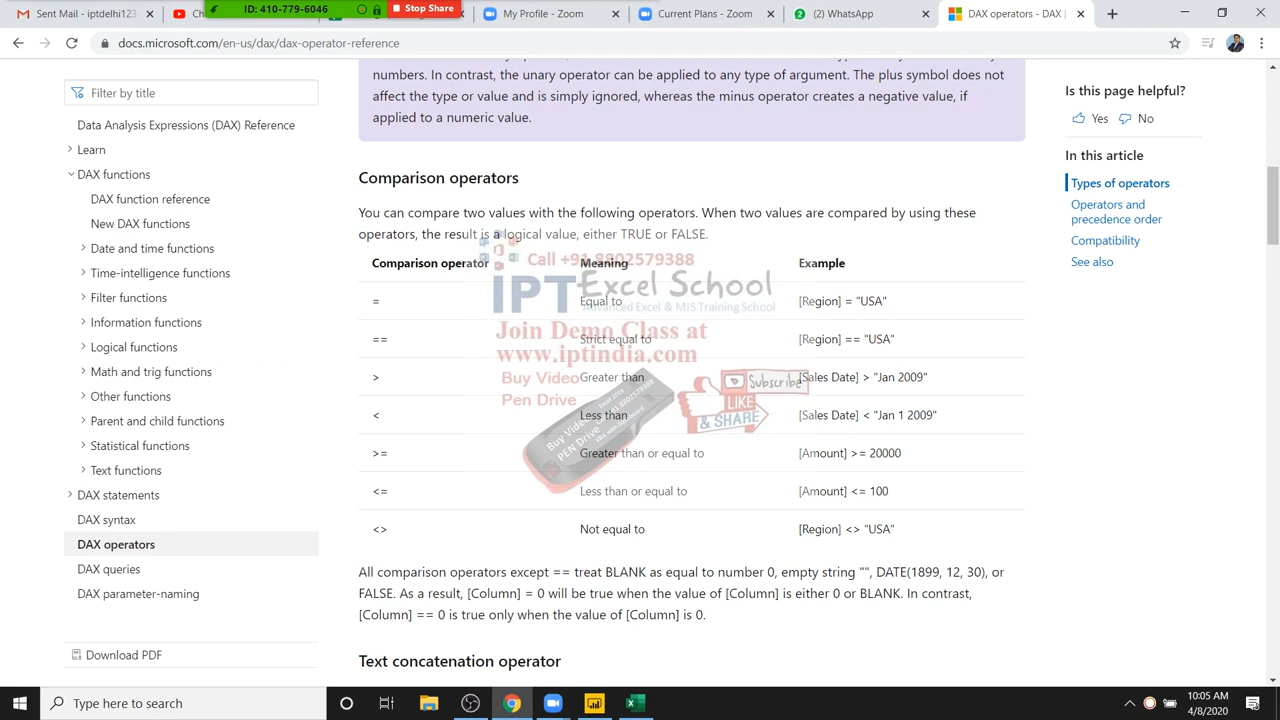 Sent Mail - iptdelhi123
ID: 410-779-6046
Stop Share
My Profile - Zoom
Current Plans - Zoom
(2) WhatsApp
DAX operators - DAX |
docs.microsoft.com/en-us/dax/dax-operator-reference
Filter by title
Data Analysis Expressions (DAX) Reference
Learn
DAX functions
DAX function reference
New DAX functions
Date and time functions
Time-intelligence functions
Filter functions
Information functions
Logical functions
Math and trig functions
Other functions
Parent and child functions
Statistical functions
Text functions
DAX statements
DAX syntax
DAX operators
DAX queries
DAX parameter-naming
Download PDF
numbers. In contrast, the unary operator can be applied to any type of argument. The plus symbol does not
affect the type or value and is simply ignored, whereas the minus operator creates a negative value, if
applied to a numeric value.
Comparison operators
You can compare two values with the following operators. When two values are compared by using these
operators, the result is a logical value, either TRUE or FALSE.
Comparison operator Meaning Example
= Equal to [Region] = "USA"
== Strict equal to [Region] == "USA"
> Greater than [Sales Date] > "Jan 2009"
< Less than [Sales Date] < "Jan 1 2009"
>= Greater than or equal to [Amount] >= 20000
<= Less than or equal to [Amount] <= 100
<> Not equal to [Region] <> "USA"
All comparison operators except == treat BLANK as equal to number 0, empty string "", DATE(1899, 12, 30), or
FALSE. As a result, [Column] = 0 will be true when the value of [Column] is either 0 or BLANK. In contrast,
[Column] == 0 is true only when the value of [Column] is 0.
Text concatenation operator
Call +91 8802579388
IPT Excel School
Advanced Excel & MIS Training School
Join Demo Class at
www.iptindia.com
Buy Video
Pen Drive
Buy Video
PEN Drive
Subscribe
LIKE
& SHARE
Is this page helpful?
Yes No
In this article
Types of operators
Operators and
precedence order
Compatibility
See also
Type here to search
10:05 AM
4/8/2020